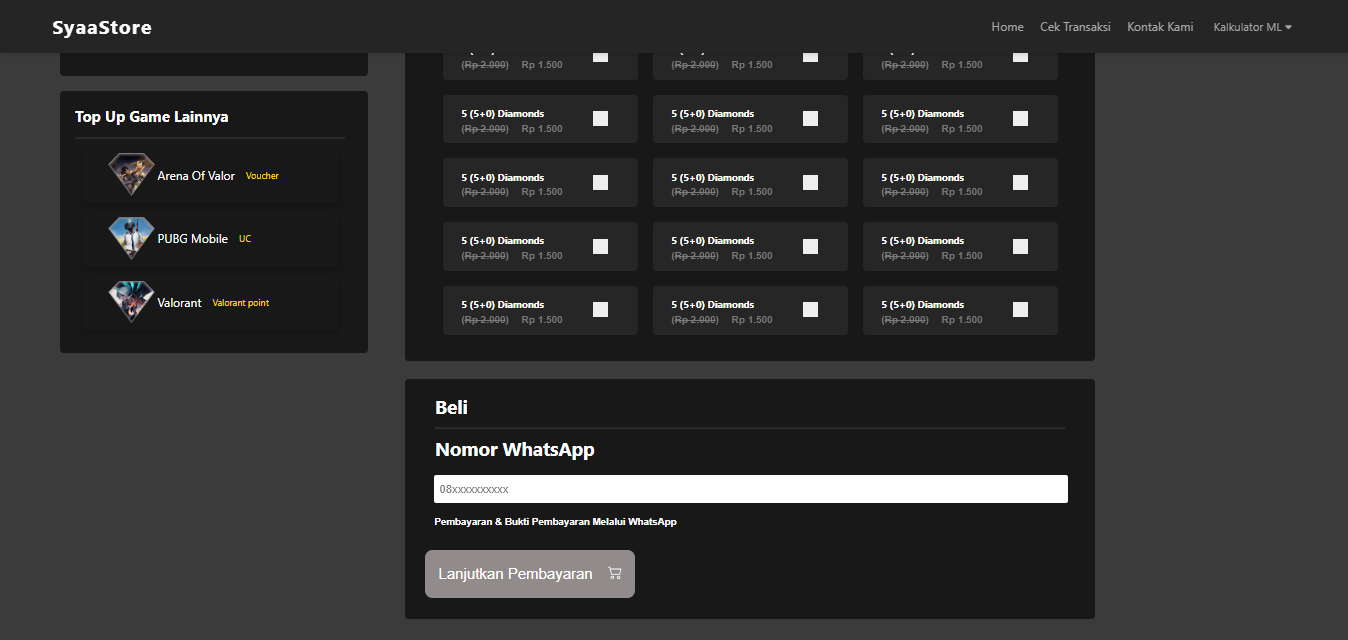 SyaaStore
Home Cek Transaksi Kontak Kami Kalkulator ML
(Rp 2.000) Rp 1.500 (Rp 2.000) Rp 1.500 (Rp 2.000) Rp 1.500
Top Up Game Lainnya
Arena Of Valor Voucher
PUBG Mobile UC
Valorant Valorant point
5 (5+0) Diamonds 5 (5+0) Diamonds 5 (5+0) Diamonds
(Rp 2.000) Rp 1.500 (Rp 2.000) Rp 1.500 (Rp 2.000) Rp 1.500
5 (5+0) Diamonds 5 (5+0) Diamonds 5 (5+0) Diamonds
(Rp 2.000) Rp 1.500 (Rp 2.000) Rp 1.500 (Rp 2.000) Rp 1.500
5 (5+0) Diamonds 5 (5+0) Diamonds 5 (5+0) Diamonds
(Rp 2.000) Rp 1.500 (Rp 2.000) Rp 1.500 (Rp 2.000) Rp 1.500
5 (5+0) Diamonds 5 (5+0) Diamonds 5 (5+0) Diamonds
(Rp 2.000) Rp 1.500 (Rp 2.000) Rp 1.500 (Rp 2.000) Rp 1.500
Beli
Nomor WhatsApp
08xxxxxxxxxx
Pembayaran & Bukti Pembayaran Melalui WhatsApp
Lanjutkan Pembayaran